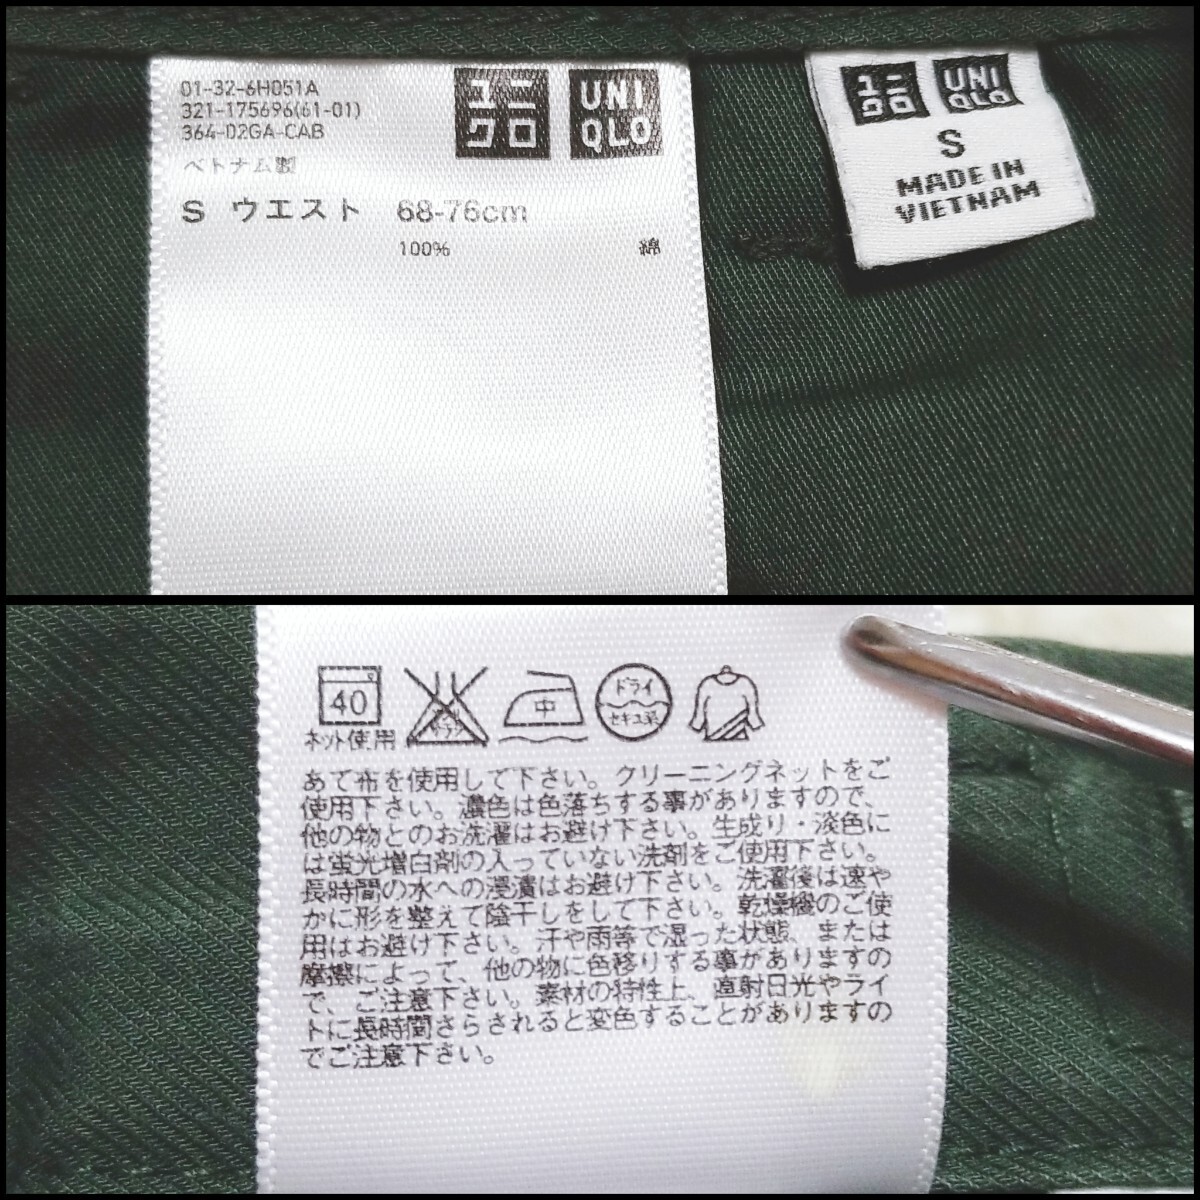 01-32-6H051A
321-175696(61-01)
364-02GA-CAB
ベトナム製
ユニクロ
UNIQLO
S ウエスト 68-76cm
100% 綿
ユニクロ
UNIQLO
S
MADE IN
VIETNAM
40
ネット使用
中
ドライ
セキユ系
あて布を使用して下さい。クリーニングネットをご
使用下さい。濃色は色落ちする事がありますので、
他の物とのお洗濯はお避け下さい。生成り・淡色に
は蛍光増白剤の入っていない洗剤をご使用下さい。
長時間の水への浸漬はお避け下さい。洗濯後は速や
かに形を整えて陰干しをして下さい。乾燥機のご使
用はお避け下さい。汗や雨等で湿った状態、または
摩擦によって、他の物に色移りする事がありますの
で、ご注意下さい。素材の特性上、直射日光やライ
トに長時間さらされると変色することがありますの
でご注意下さい。